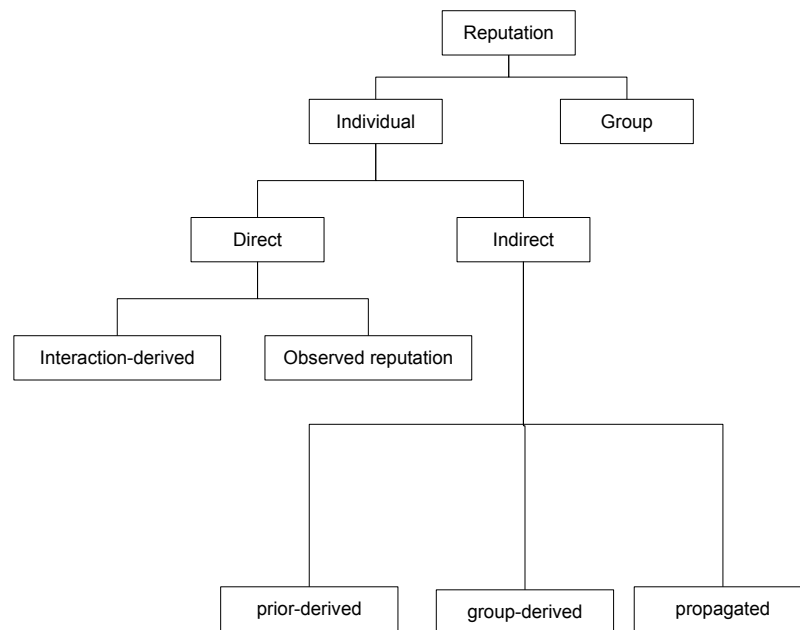 Reputation
Individual
Group
Direct
Indirect
Interaction-derived
Observed reputation
prior-derived
group-derived
propagated